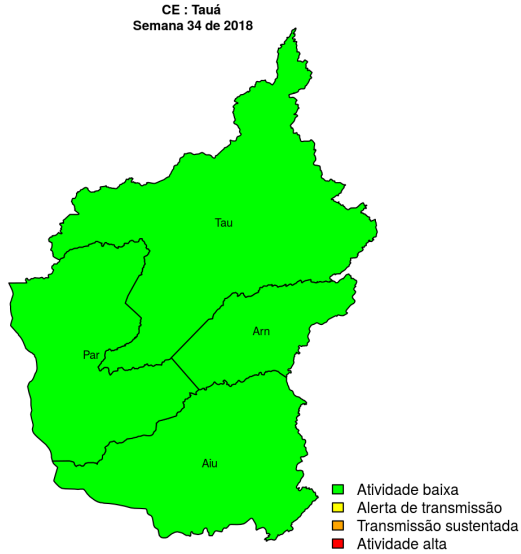 CE : Tauá
Semana 34 de 2018
Tau
Arn
Par
Aiu
Atividade baixa
Alerta de transmissão
Transmissão sustentada
Atividade alta